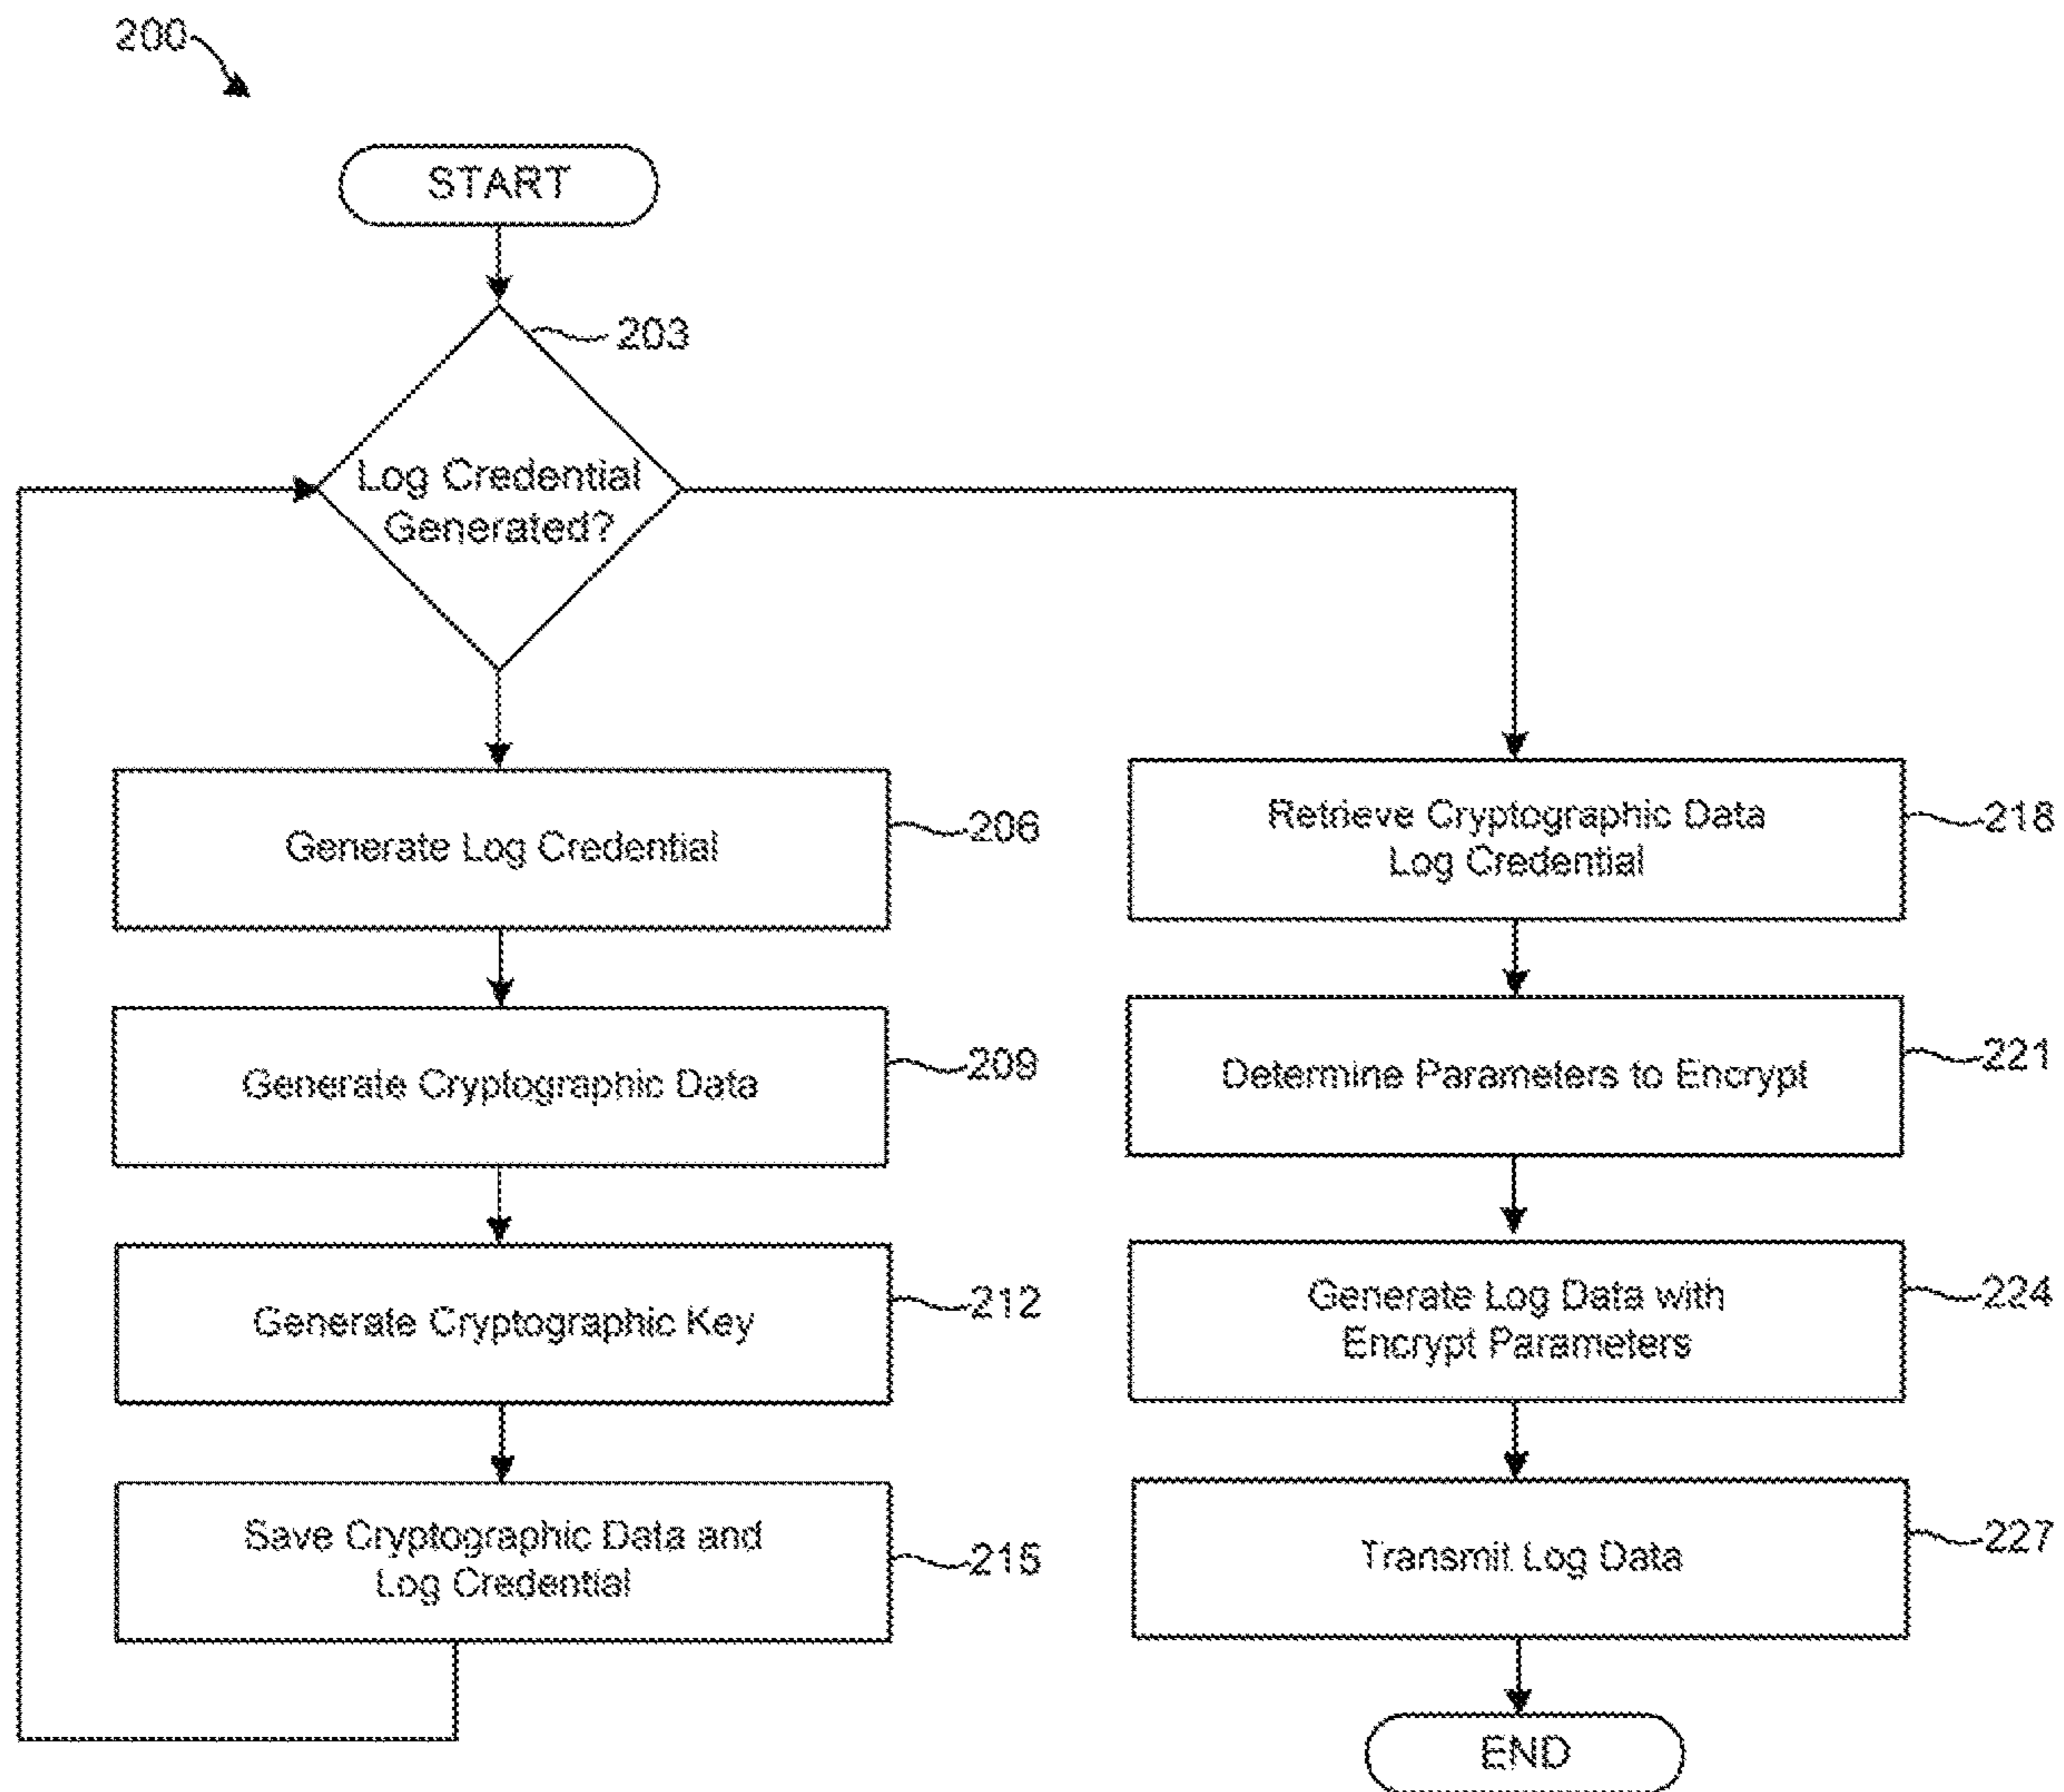 200
START
203
Log Credential
Generated?
Generate Log Credential
206
Generate Cryptographic Data
209
Generate Cryptographic Key
212
Save Cryptographic Data and
Log Credential
215
Retrieve Cryptographic Data
Log Credential
218
Determine Parameters to Encrypt
221
Generate Log Data with
Encrypt Parameters
224
Transmit Log Data
227
END